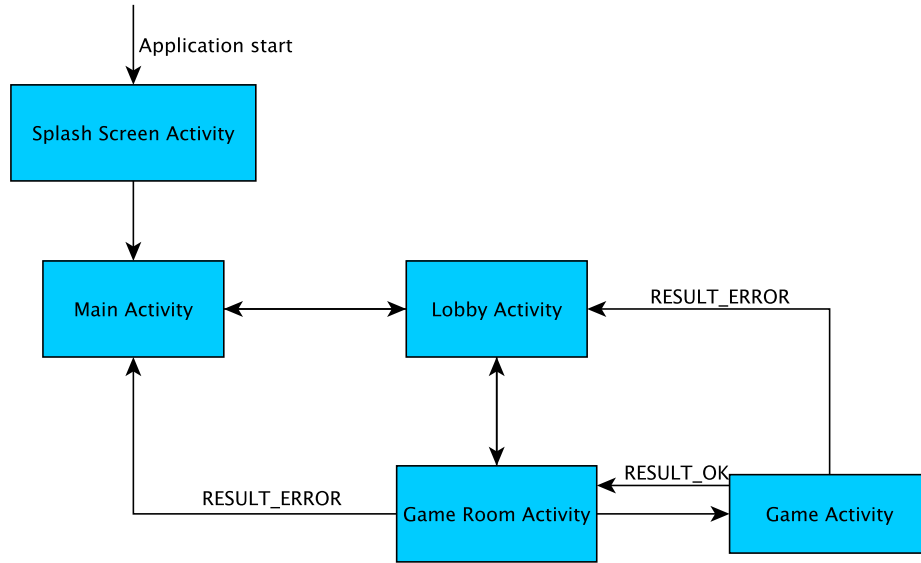 Application start
Splash Screen Activity
Main Activity
Lobby Activity
RESULT_ERROR
RESULT_OK
RESULT_ERROR
Game Room Activity
Game Activity